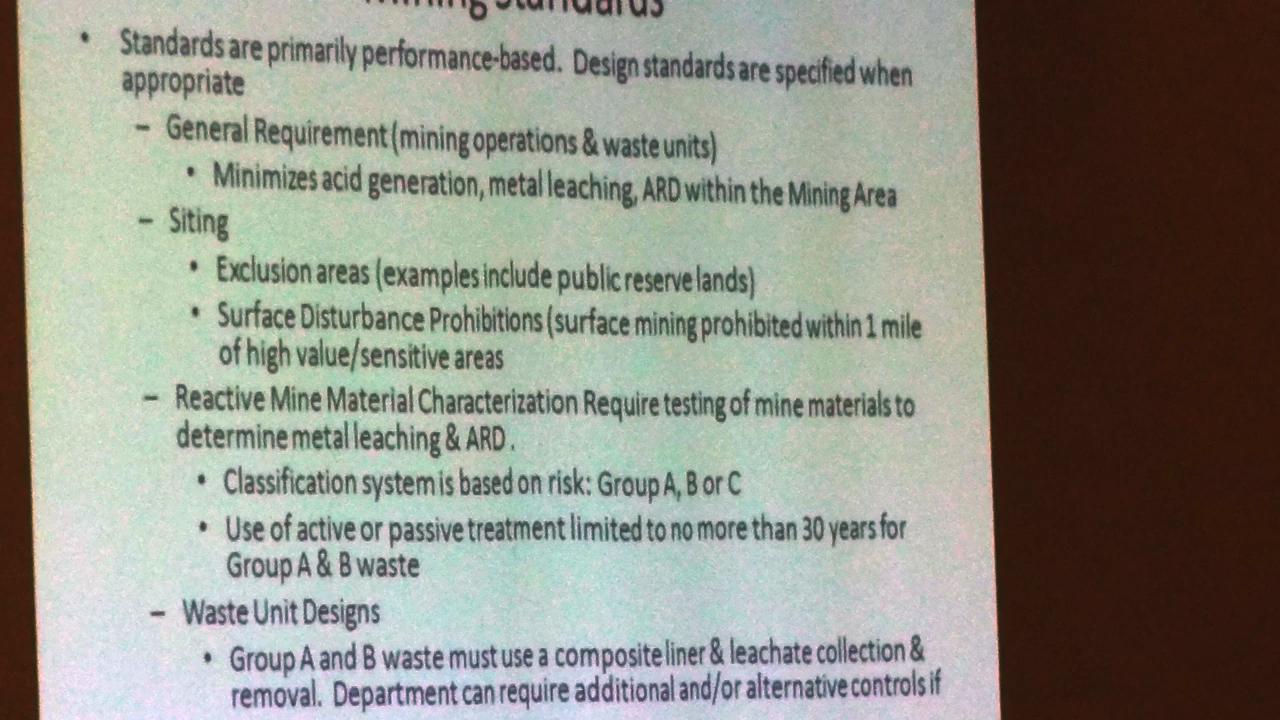 Mining Standards
• Standards are primarily performance-based. Design standards are specified when
appropriate
– General Requirement (mining operations & waste units)
• Minimizes acid generation, metal leaching, ARD within the Mining Area
– Siting
• Exclusion areas (examples include public reserve lands)
• Surface Disturbance Prohibitions (surface mining prohibited within 1 mile
of high value/sensitive areas
– Reactive Mine Material Characterization Require testing of mine materials to
determine metal leaching & ARD .
• Classification system is based on risk: Group A, B or C
• Use of active or passive treatment limited to no more than 30 years for
Group A & B waste
– Waste Unit Designs
• Group A and B waste must use a composite liner & leachate collection &
removal. Department can require additional and/or alternative controls if